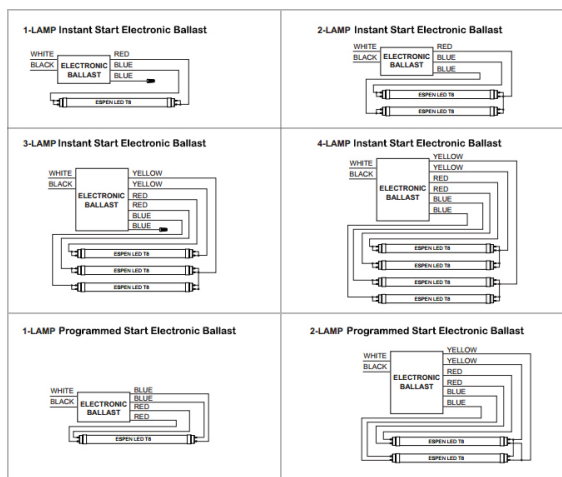 1-LAMP Instant Start Electronic Ballast
WHITE
BLACK
ELECTRONIC
BALLAST
RED
BLUE
BLUE
ESPEN LED T8
2-LAMP Instant Start Electronic Ballast
WHITE
BLACK
ELECTRONIC
BALLAST
RED
BLUE
BLUE
ESPEN LED T8
ESPEN LED T8
3-LAMP Instant Start Electronic Ballast
WHITE
BLACK
ELECTRONIC
BALLAST
YELLOW
YELLOW
RED
RED
BLUE
BLUE
ESPEN LED T8
ESPEN LED T8
ESPEN LED T8
4-LAMP Instant Start Electronic Ballast
WHITE
BLACK
ELECTRONIC
BALLAST
YELLOW
YELLOW
RED
RED
BLUE
BLUE
ESPEN LED T8
ESPEN LED T8
ESPEN LED T8
ESPEN LED T8
1-LAMP Programmed Start Electronic Ballast
WHITE
BLACK
ELECTRONIC
BALLAST
BLUE
BLUE
RED
RED
ESPEN LED T8
2-LAMP Programmed Start Electronic Ballast
WHITE
BLACK
ELECTRONIC
BALLAST
YELLOW
YELLOW
RED
RED
BLUE
BLUE
ESPEN LED T8
ESPEN LED T8